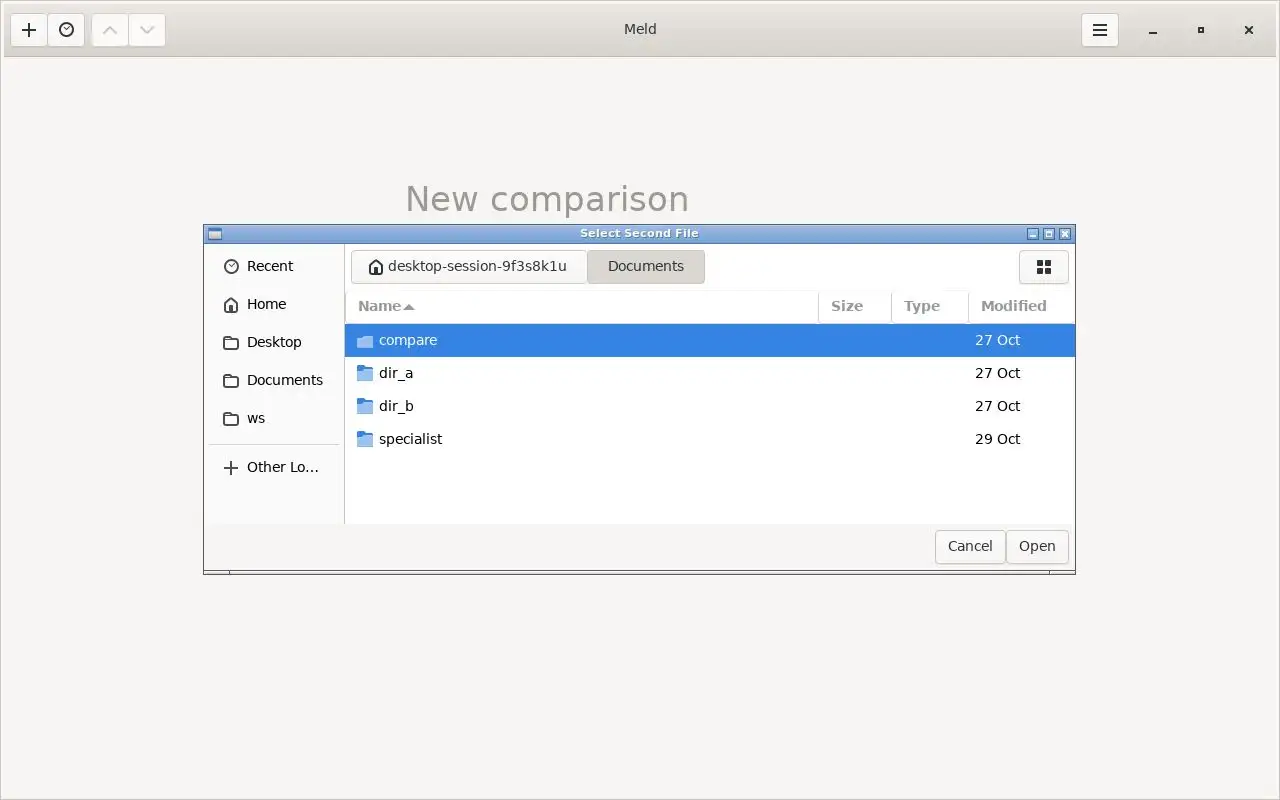 Meld
New comparison
Select Second File
Recent
Home
Desktop
Documents
ws
Other Lo...
desktop-session-9f3s8k1u
Documents
Name Size Type Modified
compare 27 Oct
dir_a 27 Oct
dir_b 27 Oct
specialist 29 Oct
Cancel Open